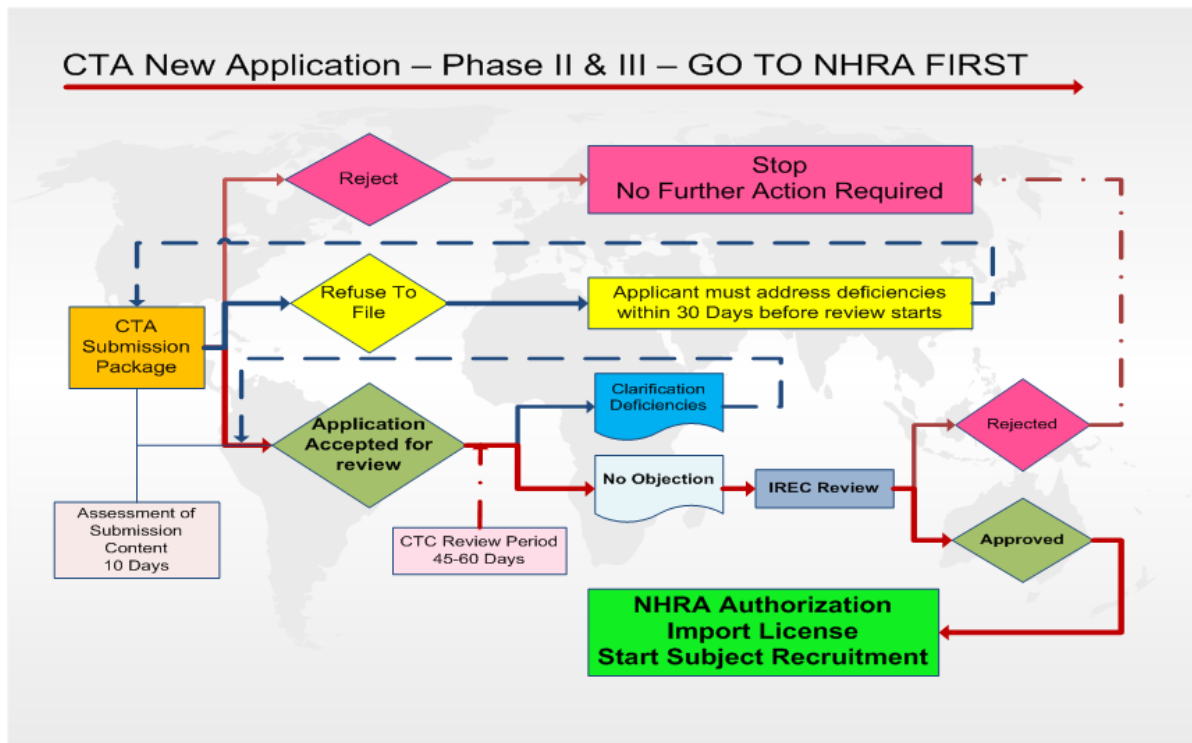 CTA New Application – Phase II & III – GO TO NHRA FIRST
Reject
Stop
No Further Action Required
Refuse To
File
Applicant must address deficiencies
within 30 Days before review starts
CTA
Submission
Package
Clarification
Deficiencies
Application
Accepted for
review
Rejected
No Objection
IREC Review
Assessment of
Submission
Content
10 Days
CTC Review Period
45-60 Days
Approved
NHRA Authorization
Import License
Start Subject Recruitment